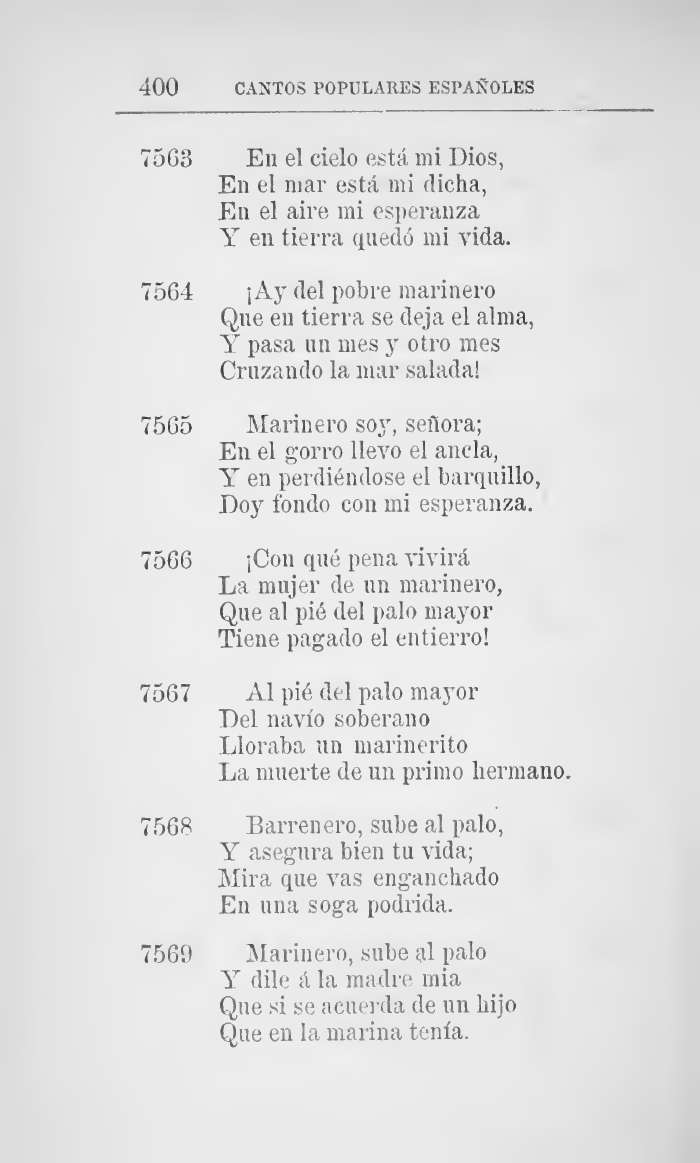 400 CANTOS POPULARES ESPAÑOLES
7563 En el cielo está mi Dios,
En el mar está mi dicha,
En el aire mi esperanza
Y en tierra quedó mi vida.
7564 ¡Ay del pobre marinero
Que en tierra se deja el alma,
Y pasa un mes y otro mes
Cruzando la mar salada!
7565 Marinero soy, señora;
En el gorro llevo el ancla,
Y en perdiéndose el barquillo,
Doy fondo con mi esperanza.
7566 ¡Con qué pena vivirá
La mujer de un marinero,
Que al pié del palo mayor
Tiene pagado el entierro!
7567 Al pié del palo mayor
Del navío soberano
Lloraba un marinerito
La muerte de un primo hermano.
7568 Barrenero, sube al palo,
Y asegura bien tu vida;
Mira que vas enganchado
En una soga podrida.
7569 Marinero, sube al palo
Y dile á la madre mia
Que si se acuerda de un hijo
Que en la marina tenía.